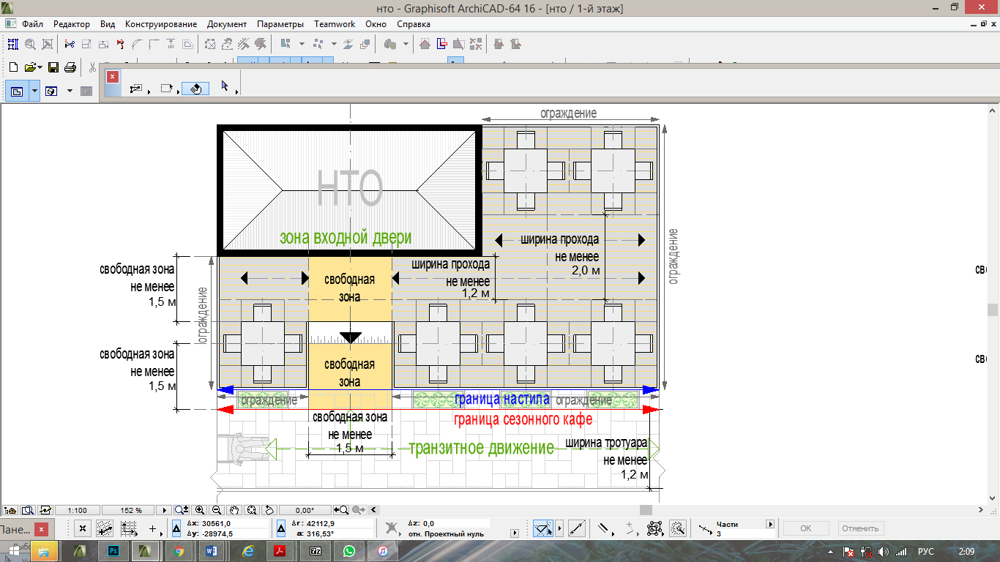 нто - Graphisoft ArchiCAD-64 16 - [нто / 1-й этаж]
Файл Редактор Вид Конструирование Документ Параметры Teamwork Окно Справка
ограждение
НТО
зона входной двери
ширина прохода
не менее
2,0 м
ограждение
свободная зона
не менее
1,5 м
свободная
зона
ширина прохода
не менее
1,2 м
ограждение
свободная зона
не менее
1,5 м
свободная
зона
ограждение
граница настила
ограждение
граница сезонного кафе
свободная зона
не менее
1,5 м
транзитное движение
ширина тротуара
не менее
1,2 м
1:100
152 %
0,00°
Пане...
Δx: 30561,0
Δy: -28974,5
Δr: 42112,9
a: 316,53°
Δz: 0,0
отн. Проектный нуль
Части
3
OK
Отменить
Ps
7z
РУС
2:09